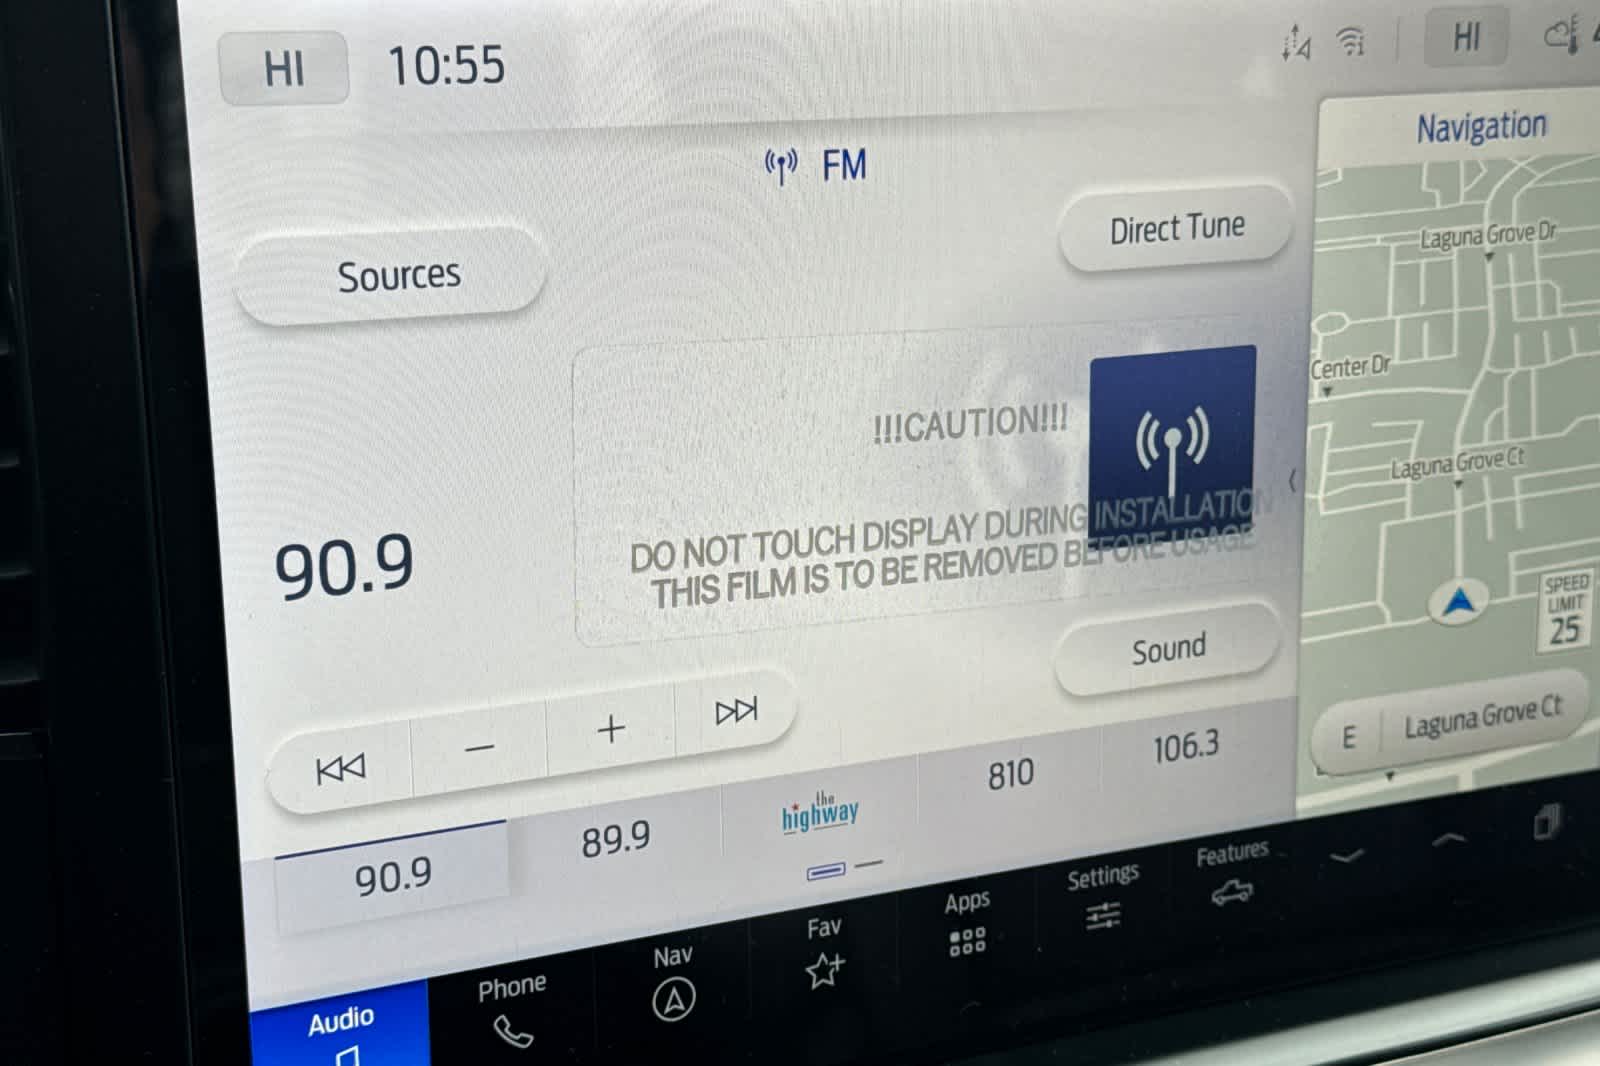 HI
10:55
HI
FM
Navigation
Direct Tune
Sources
Laguna Grove Dr
Center Dr
!!!CAUTION!!!
Laguna Grove Ct
DO NOT TOUCH DISPLAY DURING INSTALLATION
THIS FILM IS TO BE REMOVED BEFORE USAGE
90.9
SPEED
LIMIT
25
Sound
E
Laguna Grove Ct
90.9
89.9
the
highway
810
106.3
Audio
Phone
Nav
Fav
Apps
Settings
Features